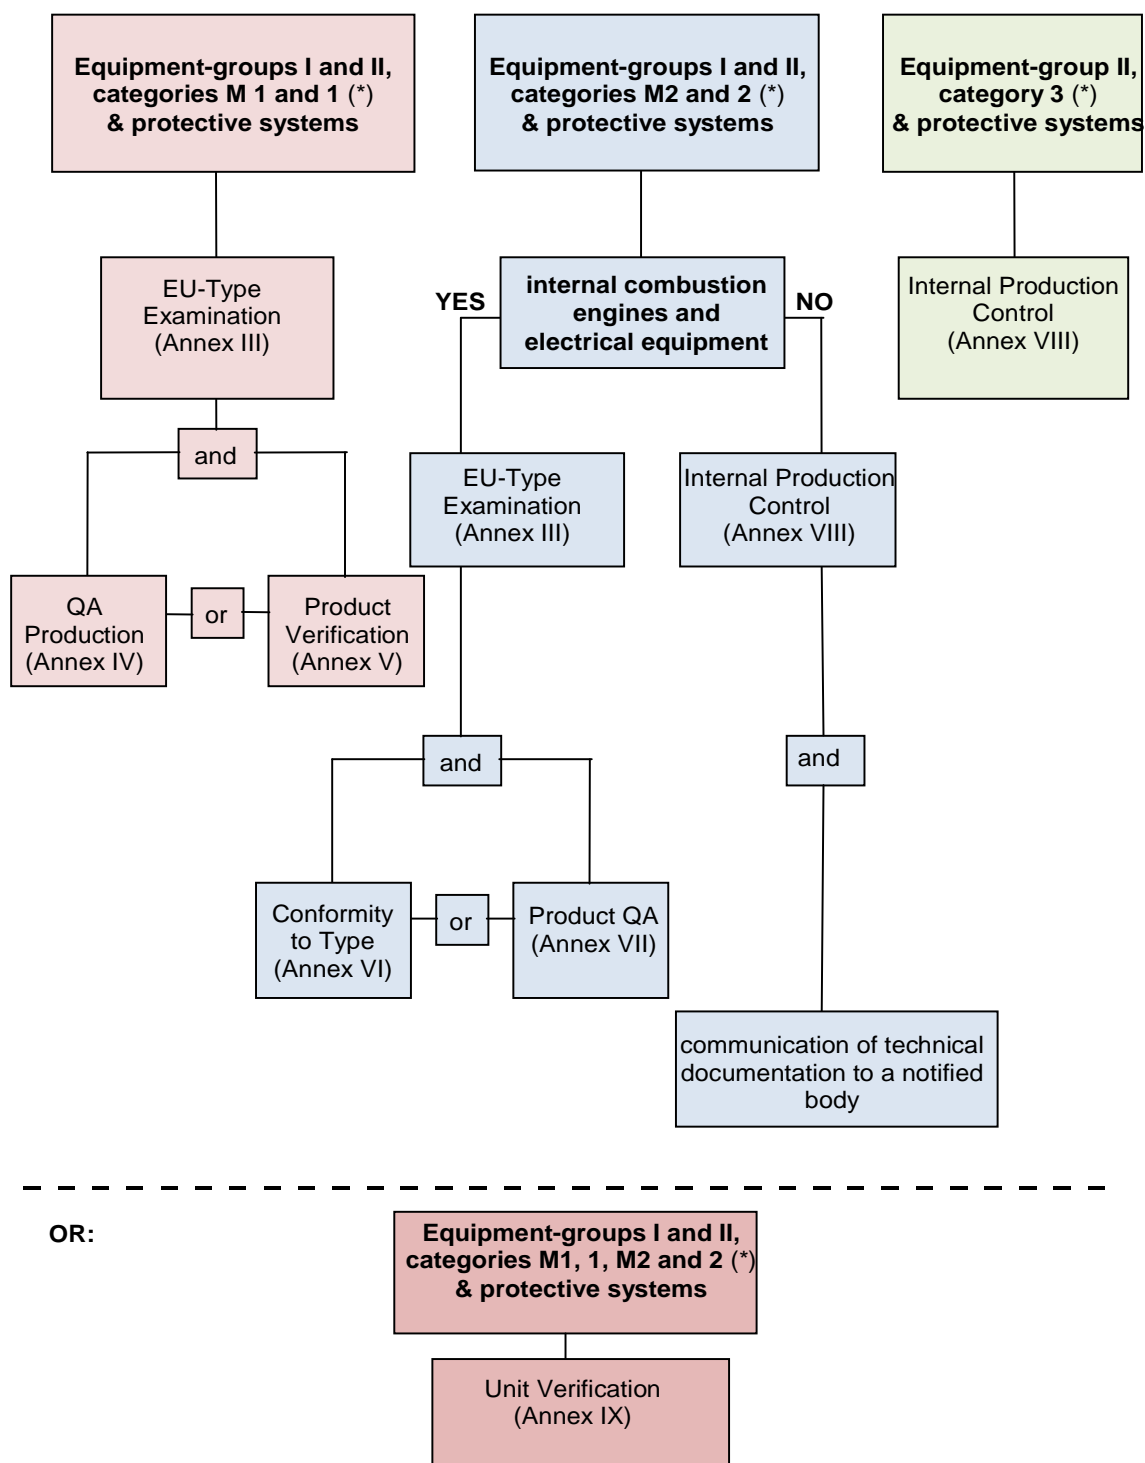 Equipment-groups I and II,
categories M 1 and 1 (*)
& protective systems
Equipment-groups I and II,
categories M2 and 2 (*)
& protective systems
Equipment-group II,
category 3 (*)
& protective systems
EU-Type
Examination
(Annex III)
YES
internal combustion
engines and
electrical equipment
NO
Internal Production
Control
(Annex VIII)
and
EU-Type
Examination
(Annex III)
Internal Production
Control
(Annex VIII)
QA
Production
(Annex IV)
or
Product
Verification
(Annex V)
and
and
Conformity
to Type
(Annex VI)
or
Product QA
(Annex VII)
communication of technical
documentation to a notified
body
OR:
Equipment-groups I and II,
categories M1, 1, M2 and 2 (*)
& protective systems
Unit Verification
(Annex IX)